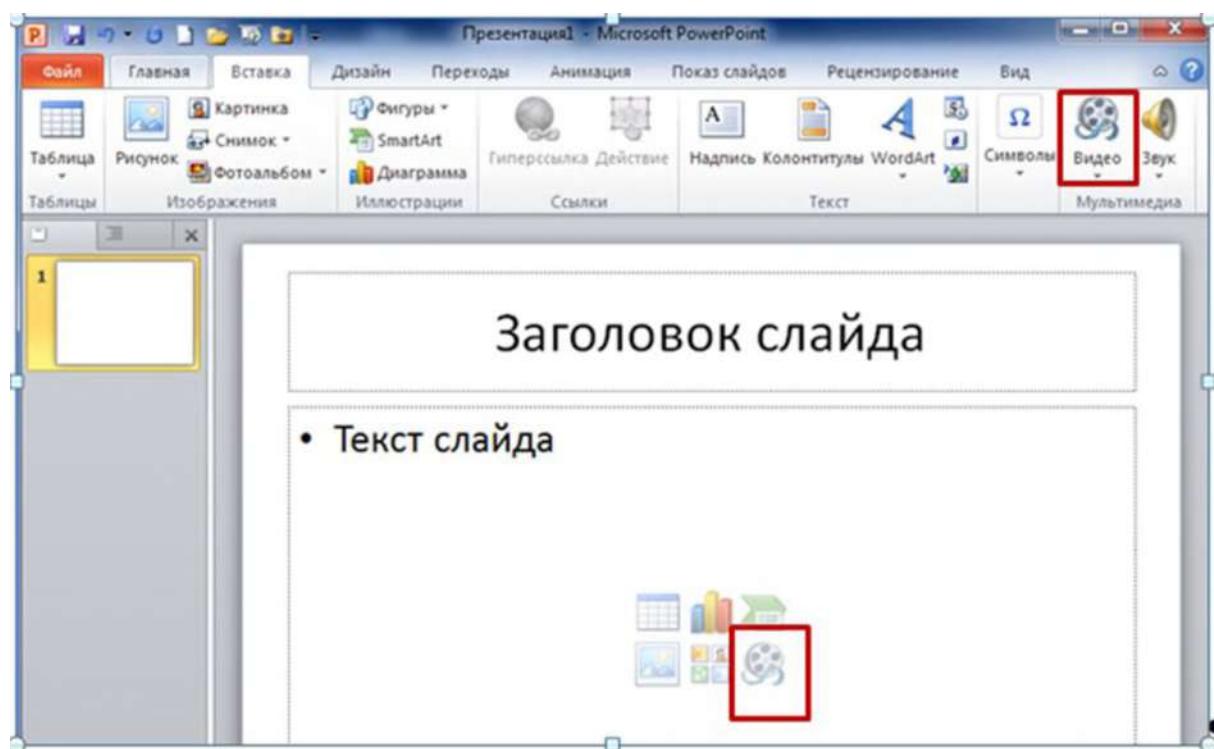 Презентация1 - Microsoft PowerPoint
Файл Главная Вставка Дизайн Переходы Анимация Показ слайдов Рецензирование Вид
Таблица
Рисунок
Картинка
Снимок
Фотоальбом
Фигуры
SmartArt
Диаграмма
Гиперссылка Действие
Надпись Колонтитулы WordArt
Символы
Видео
Звук
Таблицы Изображения Иллюстрации Ссылки Текст Мультимедиа
1
Заголовок слайда
• Текст слайда